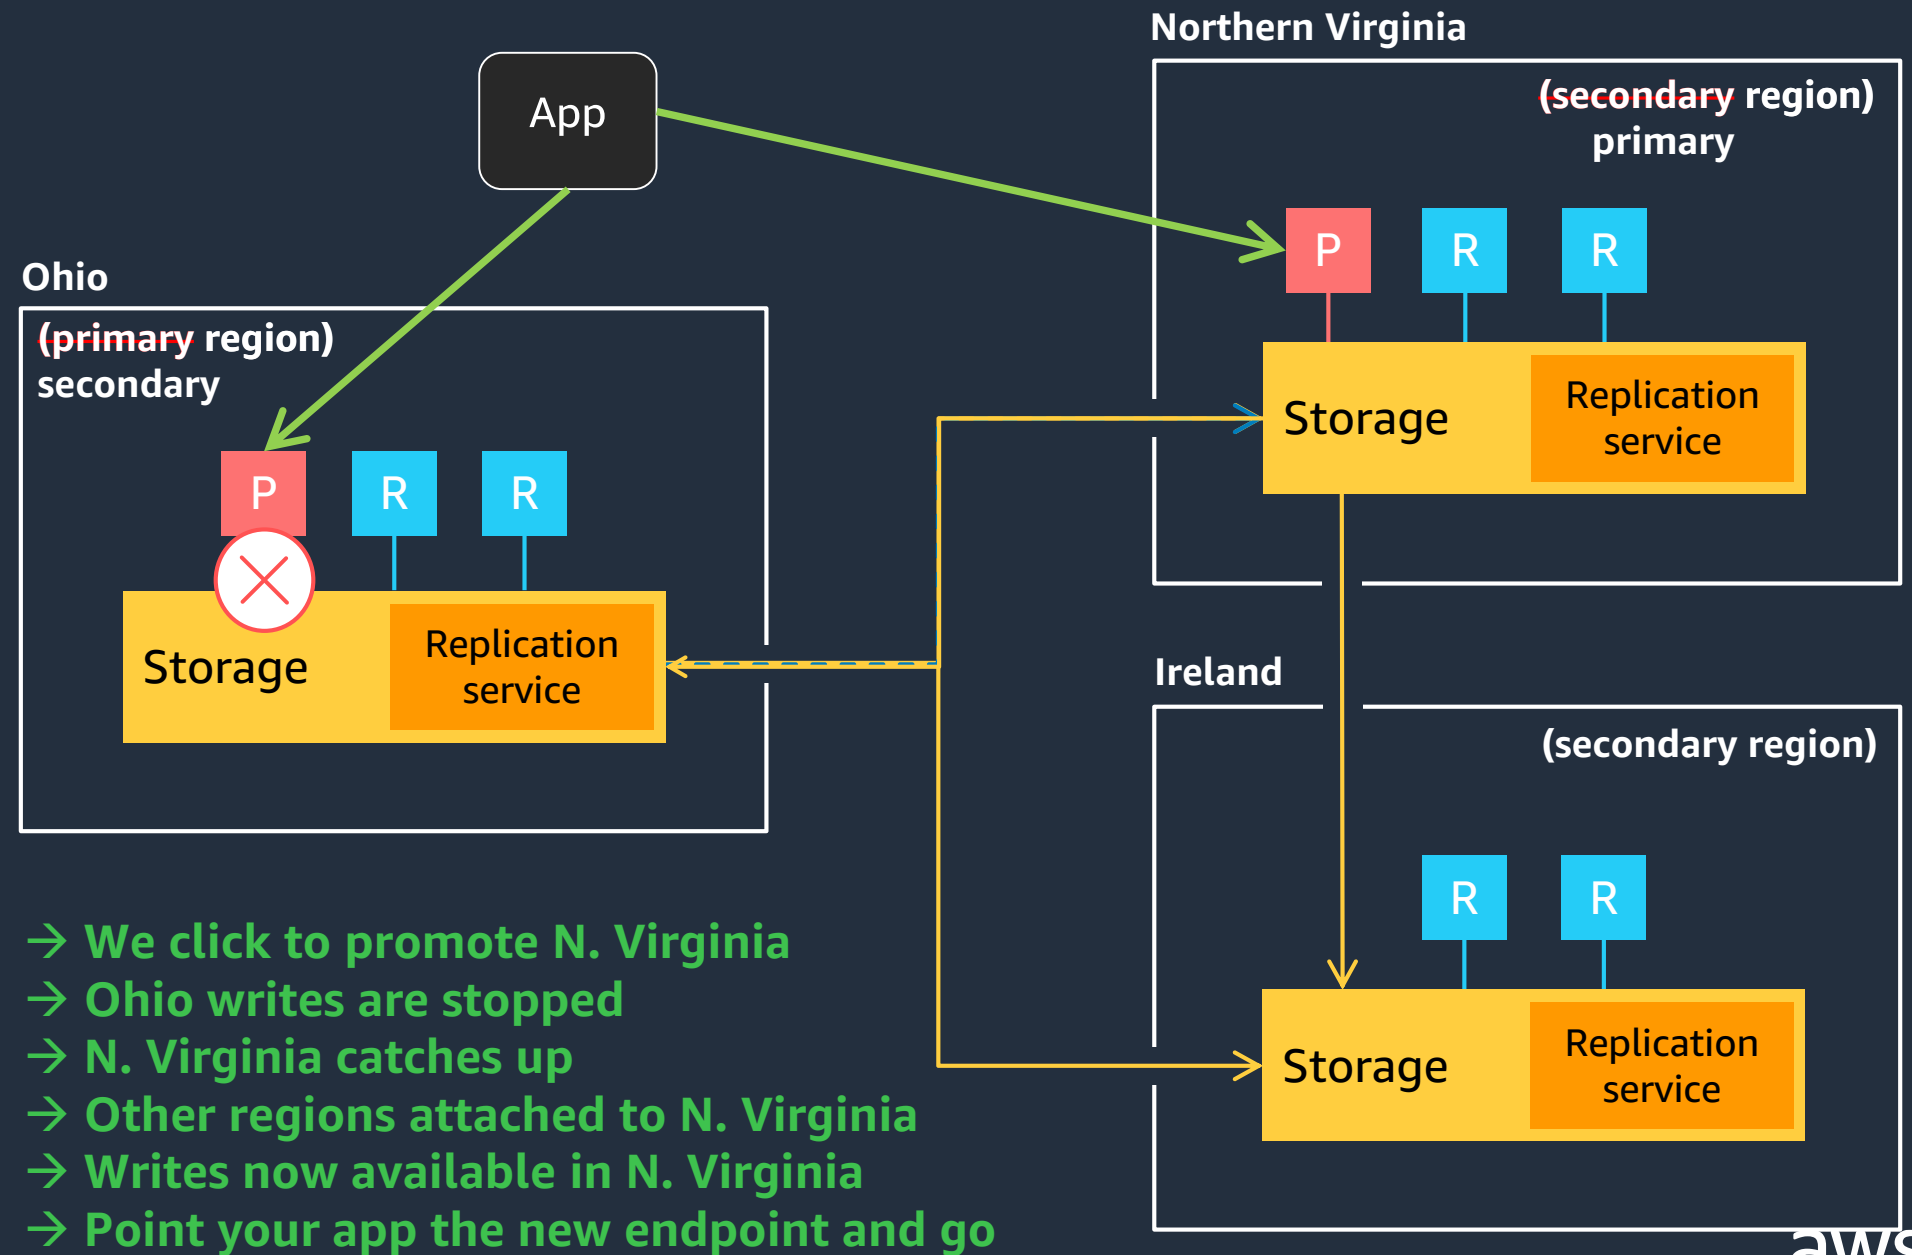 Northern Virginia
(secondary region)
primary
App
P
R
R
Storage
Replication
service
Ohio
(primary region)
secondary
P
R
R
Storage
Replication
service
Ireland
(secondary region)
R
R
Storage
Replication
service
→ We click to promote N. Virginia
→ Ohio writes are stopped
→ N. Virginia catches up
→ Other regions attached to N. Virginia
→ Writes now available in N. Virginia
→ Point your app the new endpoint and go
aws